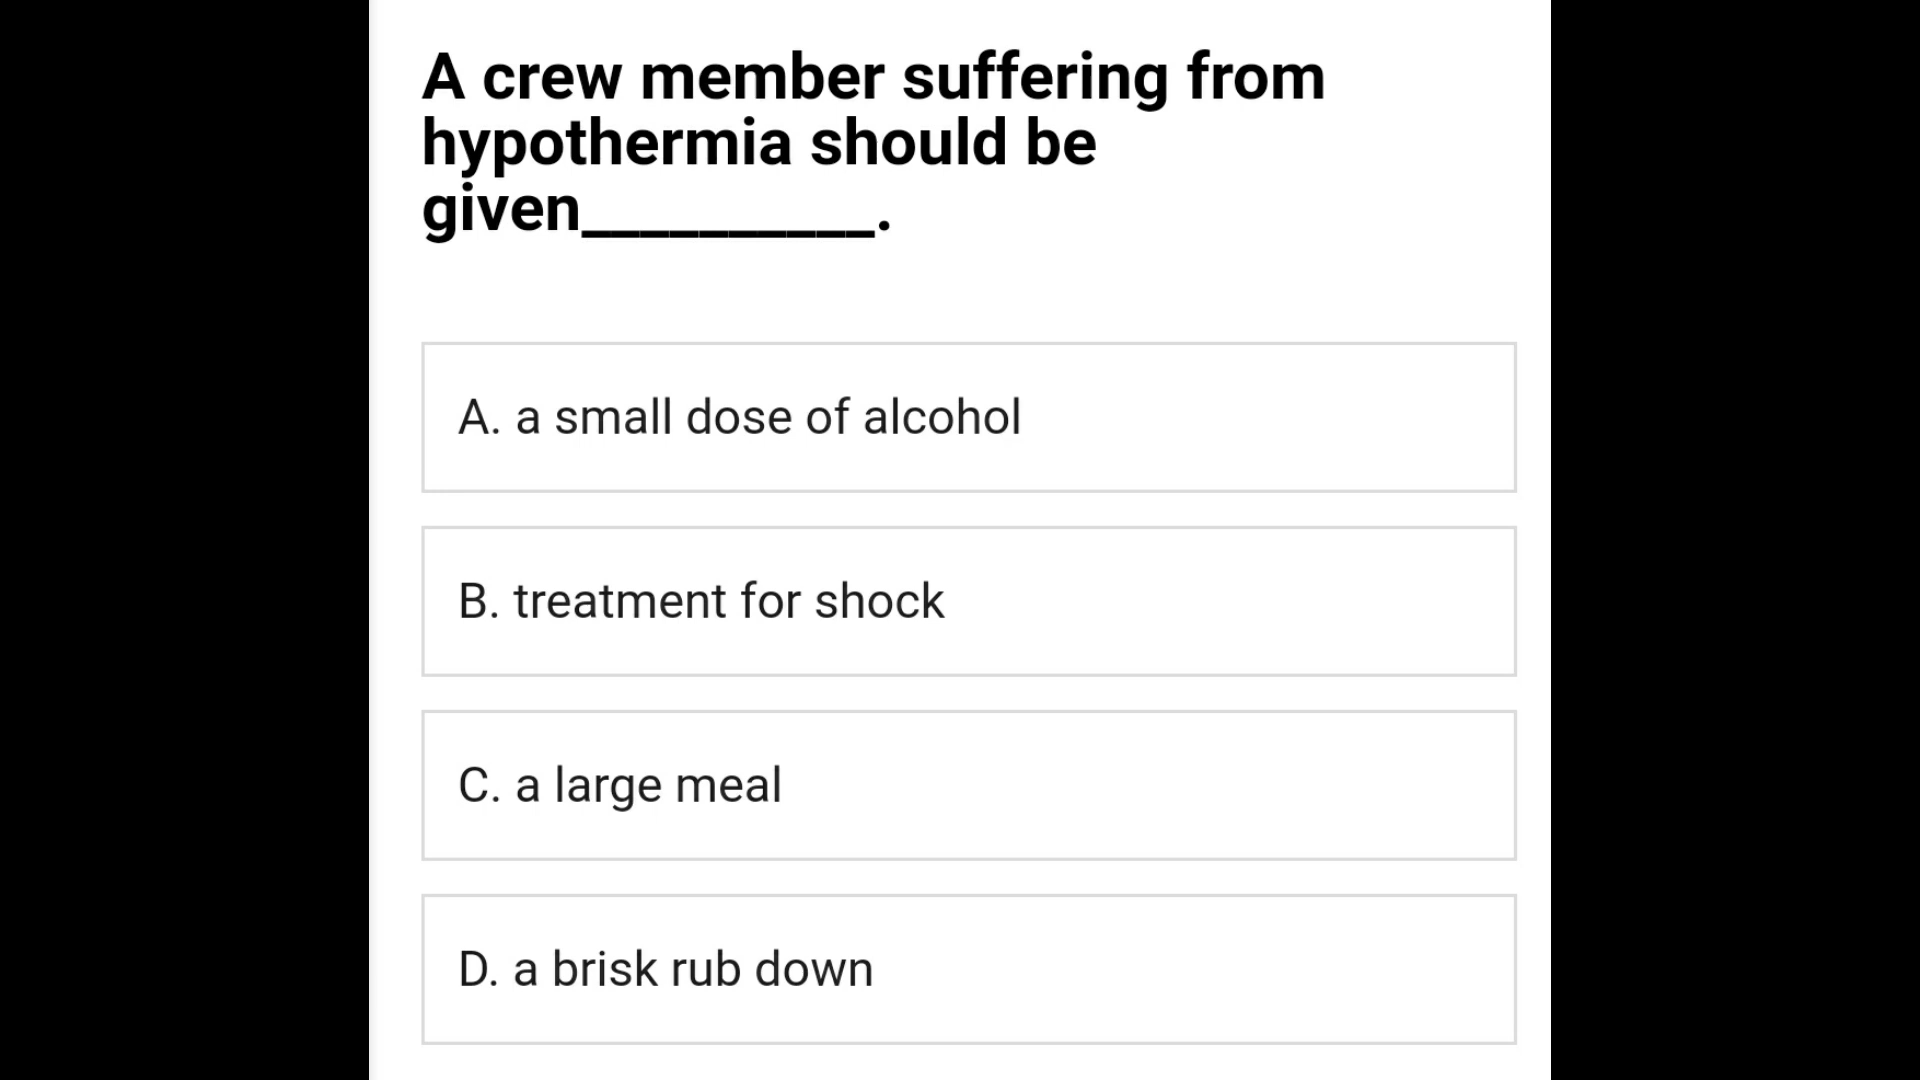 A crew member suffering from
hypothermia should be
given__________.
A. a small dose of alcohol
B. treatment for shock
C. a large meal
D. a brisk rub down